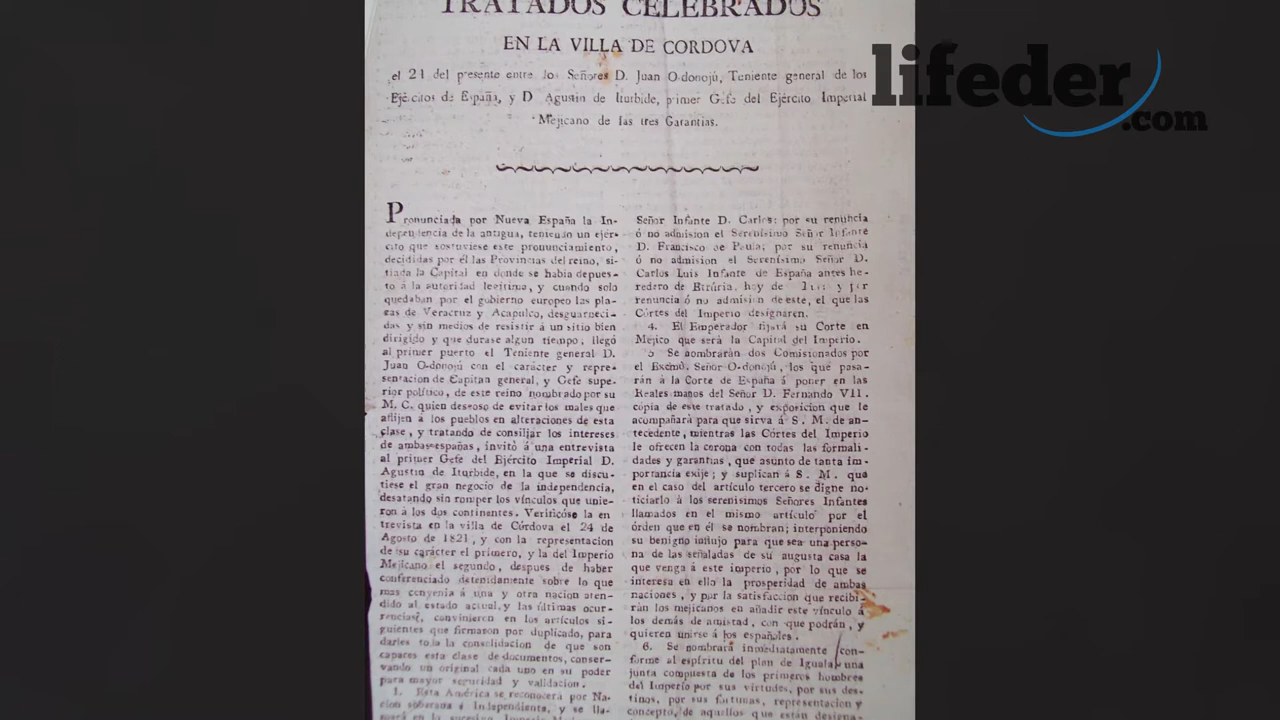 TRATADOS CELEBRADOS
EN LA VILLA DE CORDOVA
el 21 del presente entre los Señores D. Juan O-donojú, Teniente general de los
Ejércitos de España, y D Agustin de Iturbide, primer Gefe del Ejército Imperial
Mejicano de las tres Garantias.
lifeder
.com
Pronunciada por Nueva España la In-
dependencia de la antigua, teniendo un ejér-
cito que sostuviese este pronunciamiento,
decididas por él las Provincias del reino, si-
tiada la Capital en donde se habia depues-
to á la autoridad legitima, y cuando solo
quedaban por el gobierno europeo las pla-
zas de Veracruz y Acapulco, desguarneci-
das y sin medios de resistir á un sitio bien
dirigido y que durase algun tiempo, llegó
al primer puerto el Teniente general D.
Juan O-donojú con el carácter y repre-
sentacion de Capitan general, y Gefe supe-
rior político, de este reino nombrado por su
M. C. quien deseoso de evitar los males que
aflijen á los pueblos en alteraciones de esta
clase, y tratando de consiliar los intereses
de ambas españas, invitó á una entrevista
al primer Gefe del Ejército Imperial D.
Agustin de Iturbide, en la que se discu-
tiese el gran negocio de la independencia,
desatando sin romper los vínculos que unie-
ron á los dos continentes. Verificóse la en
trevista en la villa de Córdova el 24 de
Agosto de 1821, y con la representacion
de su carácter el primero, y la del Imperio
Mejicano el segundo, despues de haber
conferenciado detenidamente sobre lo que
mas convenia á una y otra nacion aten-
dido al estado actual, y las últimas ocur-
rencias, convinieron en los artículos si-
guientes que firmaron por duplicado, para
darles toda la consolidacion de que son
capaces esta clase de documentos, conser-
vando un original cada uno en su poder
para mayor seguridad y validacion.
1. Esta América se reconocerá por Na-
cion soberana é Independiente, y se lla-
mará en lo sucesivo Imperio
Señor Infante D. Carlos; por su renuncia
ó no admision el Serenísimo Señor Infante
D. Francisco de Paula; por su renuncia
ó no admision el Serenísimo Señor D.
Carlos Luis Infante de España antes he-
redero de Etrúria, hoy de y por
renuncia ó no admision de este, el que las
Córtes del Imperio designaren.
4. El Emperador fijará su Corte en
Méjico que será la Capital del Imperio.
5 Se nombrarán dos Comisionados por
el Excmô. Señor O-donojú, los que pasa-
rán á la Corte de España á poner en las
Reales manos del Señor D. Fernando VII.
copia de este tratado, y exposicion que le
acompañará para que sirva á S. M. de an-
tecedente, mientras las Córtes del Imperio
le ofrecen la corona con todas las formali-
dades y garantias, que asunto de tanta im-
portancia exije; y suplican á S. M. que
en el caso del artículo tercero se digne no-
ticiarlo á los serenisimos Señores Infantes
llamados en el mismo artículo por el
órden que en él se nombran; interponiendo
su benigno influjo para que sea una perso-
na de las señaladas de su augusta casa la
que venga á este imperio, por lo que se
interesa en ello la prosperidad de ambas
naciones, y por la satisfaccion que recibi-
rán los mejicanos en añadir este vínculo á
los demás de amistad, con que podrán, y
quieren unirse á los españoles.
6. Se nombrará inmediatamente con-
forme al espíritu del plan de Iguala, una
junta compuesta de los primeros hombres
del Imperio por sus virtudes, por sus des-
tinos, por sus fortunas, representacion y
concepto, de aquellos que están designa-